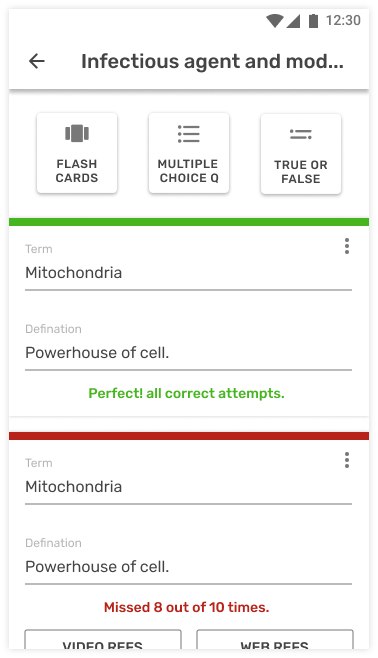 12:30
Infectious agent and mod...
FLASH
CARDS
MULTIPLE
CHOICE Q
TRUE OR
FALSE
Term
Mitochondria
Defination
Powerhouse of cell.
Perfect! all correct attempts.
Term
Mitochondria
Defination
Powerhouse of cell.
Missed 8 out of 10 times.
VIDEO REFS
WEB REFS